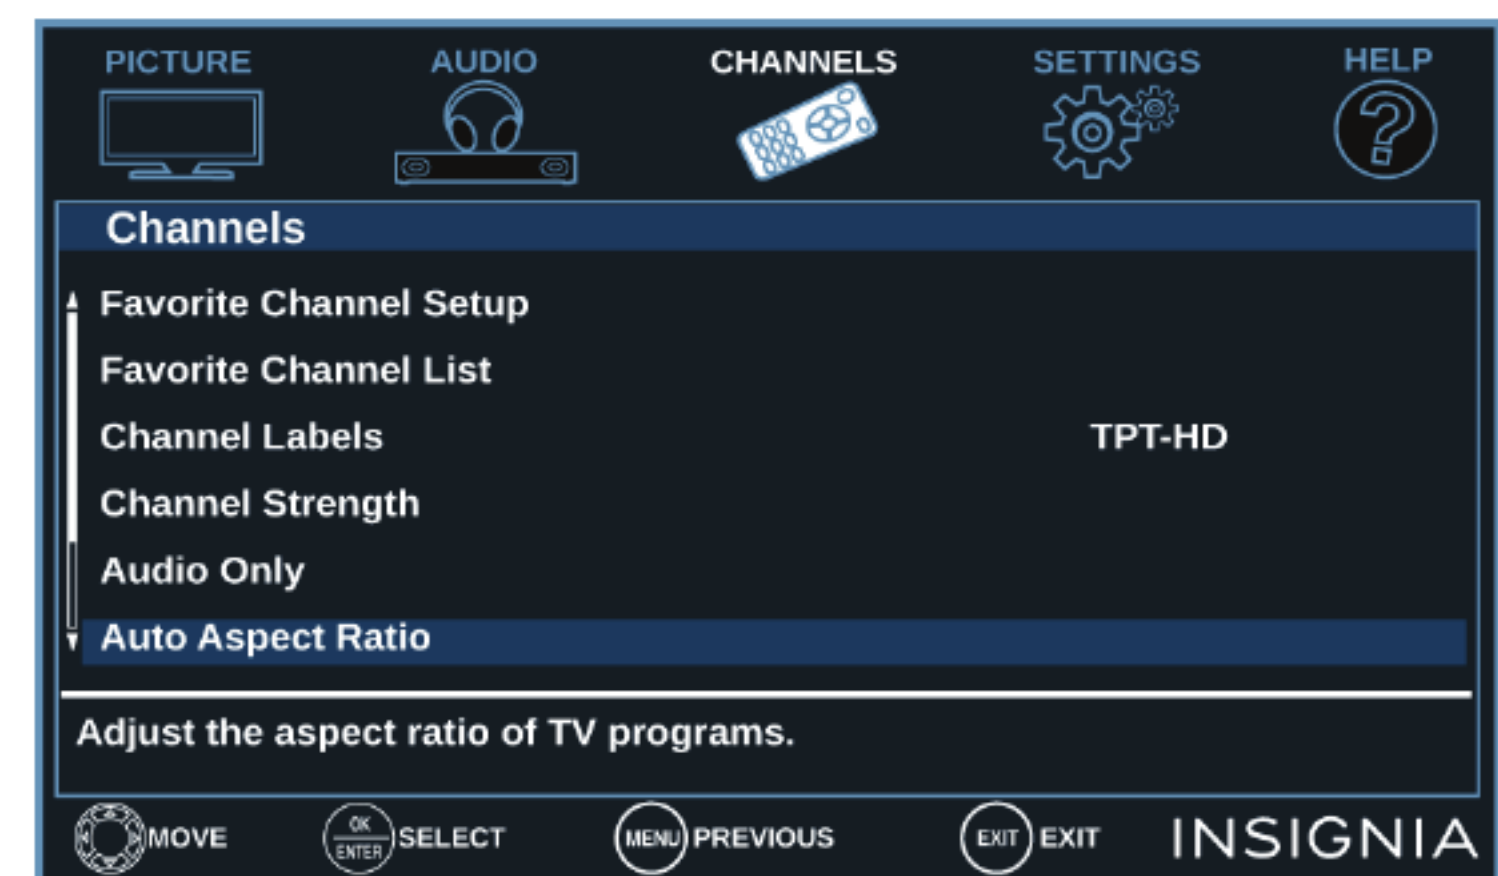 PICTURE AUDIO CHANNELS SETTINGS HELP
Channels
Favorite Channel Setup
Favorite Channel List
Channel Labels TPT-HD
Channel Strength
Audio Only
Auto Aspect Ratio
Adjust the aspect ratio of TV programs.
MOVE OK ENTER SELECT MENU PREVIOUS EXIT EXIT INSIGNIA